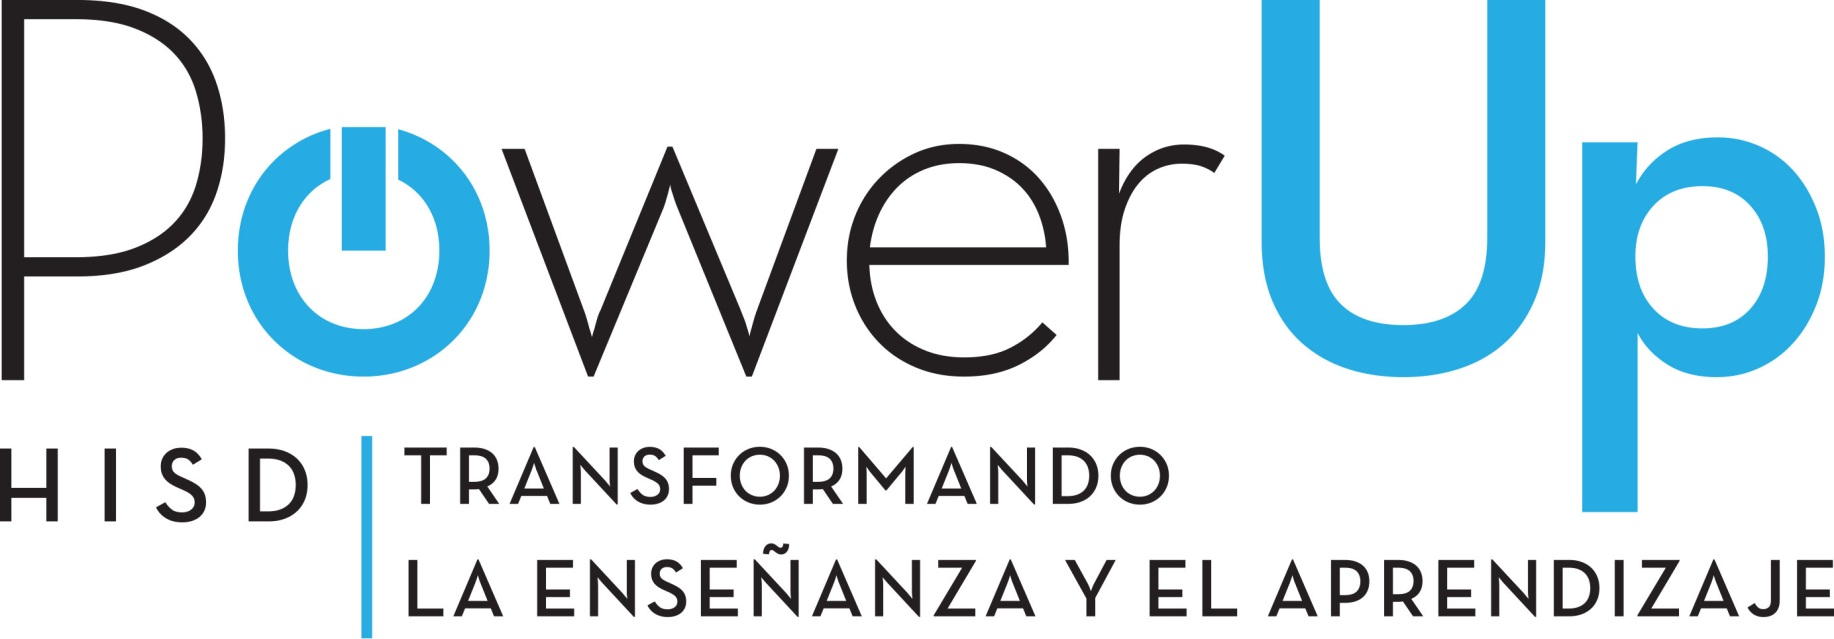 PowerUp
HISD
TRANSFORMANDO
LA ENSEÑANZA Y EL APRENDIZAJE